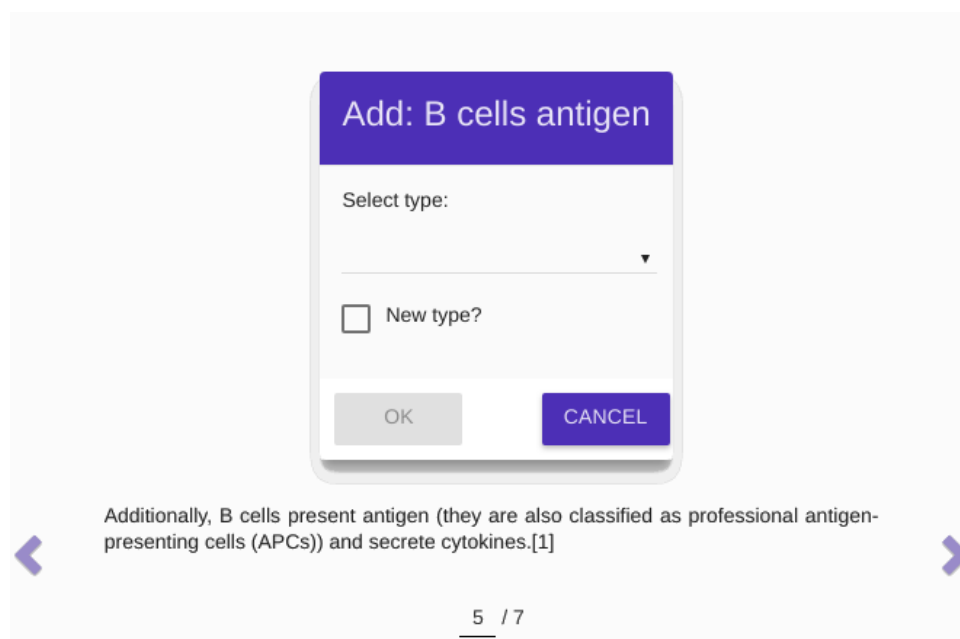 Add: B cells antigen
Select type:
New type?
OK
CANCEL
Additionally, B cells present antigen (they are also classified as professional antigen-
presenting cells (APCs)) and secrete cytokines.[1]
5 / 7